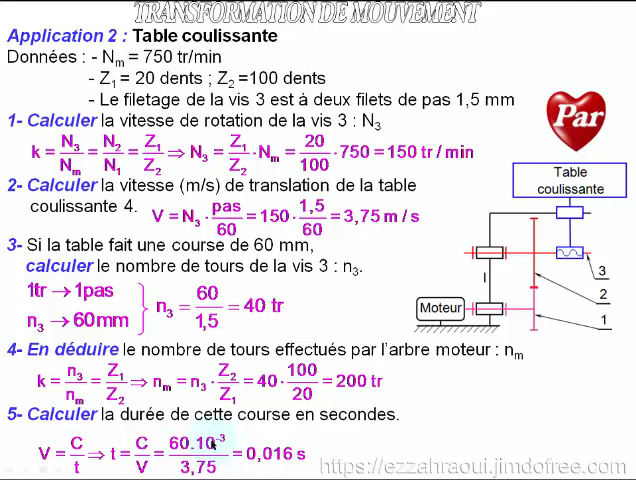 TRANSFORMATION DE MOUVEMENT
Application 2 : Table coulissante
Données : - Nm = 750 tr/min
- Z1 = 20 dents ; Z2 =100 dents
- Le filetage de la vis 3 est à deux filets de pas 1,5 mm
1- Calculer la vitesse de rotation de la vis 3 : N3
k = N3/Nm = N2/N1 = Z1/Z2 ⇒ N3 = Z1/Z2 · Nm = 20/100 · 750 = 150 tr / min
2- Calculer la vitesse (m/s) de translation de la table
coulissante 4.
V = N3 · pas/60 = 150 · 1,5/60 = 3,75 m / s
3- Si la table fait une course de 60 mm,
calculer le nombre de tours de la vis 3 : n3.
1tr → 1pas
n3 → 60mm
n3 = 60/1,5 = 40 tr
4- En déduire le nombre de tours effectués par l'arbre moteur : nm
k = n3/nm = Z1/Z2 ⇒ nm = n3 · Z2/Z1 = 40 · 100/20 = 200 tr
5- Calculer la durée de cette course en secondes.
V = C/t ⇒ t = C/V = 60.10-3/3,75 = 0,016 s
Par
Table
coulissante
3
2
1
Moteur
https://ezzahraoui.jimdofree.com